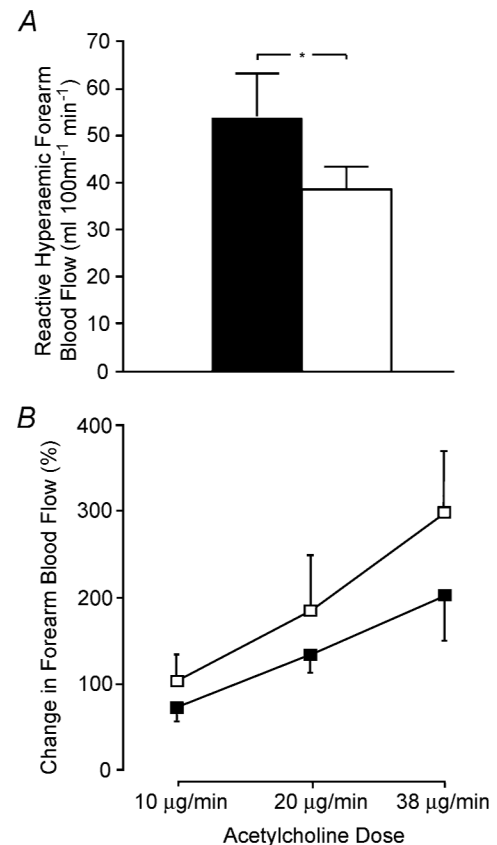 A
Reactive Hyperaemic Forearm
Blood Flow (ml 100ml⁻¹ min⁻¹)
70
60
50
40
30
20
10
0
*
B
Change in Forearm Blood Flow (%)
400
300
200
100
0
10 µg/min 20 µg/min 38 µg/min
Acetylcholine Dose